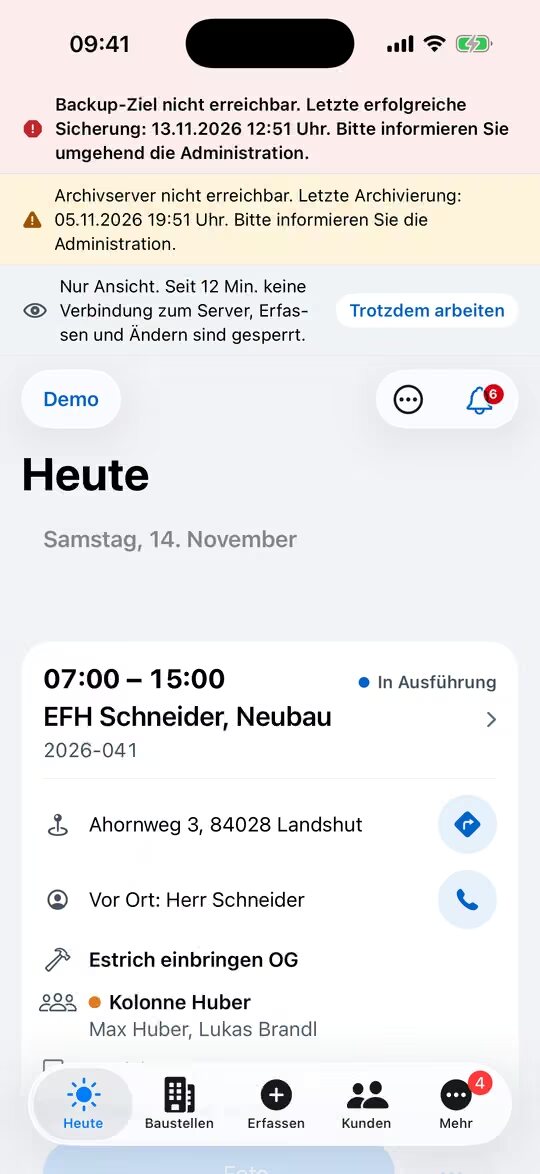 09:41
Backup-Ziel nicht erreichbar. Letzte erfolgreiche
Sicherung: 13.11.2026 12:51 Uhr. Bitte informieren Sie
umgehend die Administration.
Archivserver nicht erreichbar. Letzte Archivierung:
05.11.2026 19:51 Uhr. Bitte informieren Sie die
Administration.
Nur Ansicht. Seit 12 Min. keine
Verbindung zum Server, Erfas-
sen und Ändern sind gesperrt.
Trotzdem arbeiten
Demo
6
Heute
Samstag, 14. November
07:00 – 15:00
In Ausführung
EFH Schneider, Neubau
2026-041
Ahornweg 3, 84028 Landshut
Vor Ort: Herr Schneider
Estrich einbringen OG
Kolonne Huber
Max Huber, Lukas Brandl
4
Heute
Baustellen
Erfassen
Kunden
Mehr